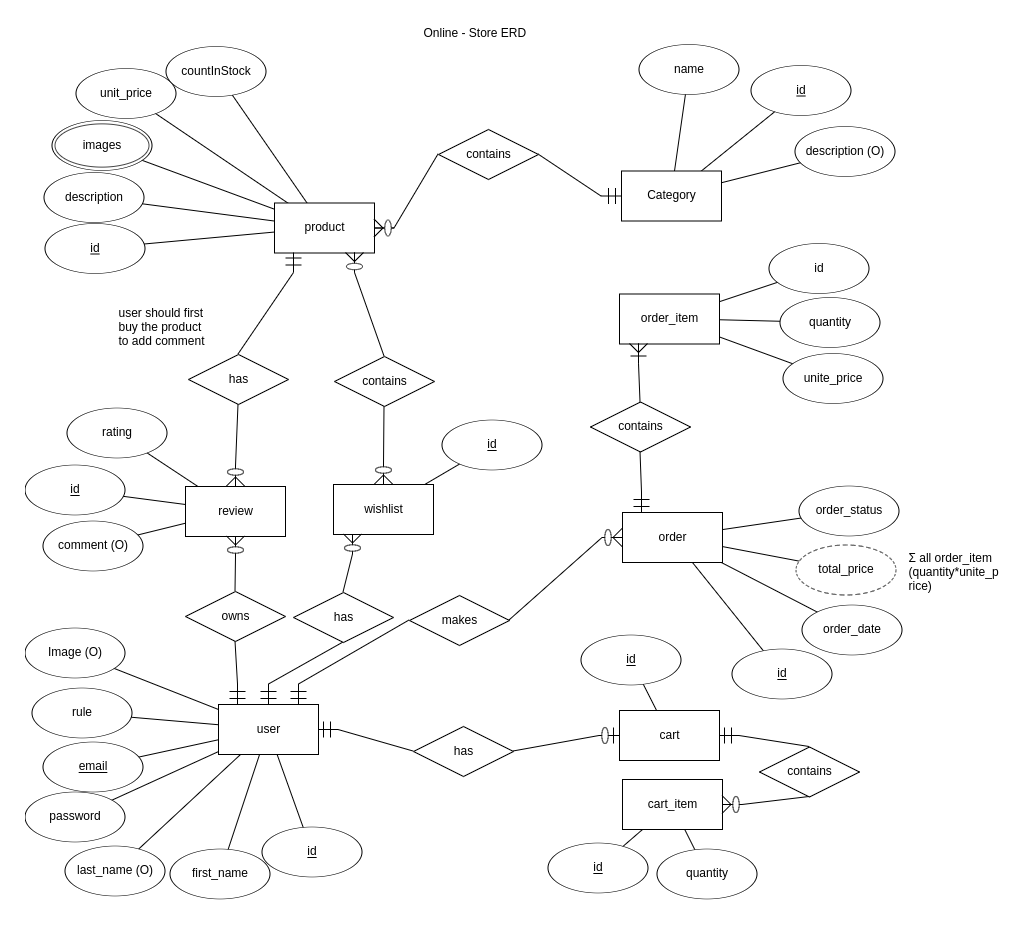 Online - Store ERD
countInStock
unit_price
images
description
id
product
contains
name
id
description (O)
Category
user should first
buy the product
to add comment
has
contains
order_item
id
quantity
unite_price
contains
rating
id
comment (O)
review
wishlist
id
order
order_status
total_price
Σ all order_item
(quantity*unite_p
rice)
order_date
id
owns
has
makes
Image (O)
rule
email
password
last_name (O)
first_name
id
user
has
id
cart
contains
cart_item
id
quantity